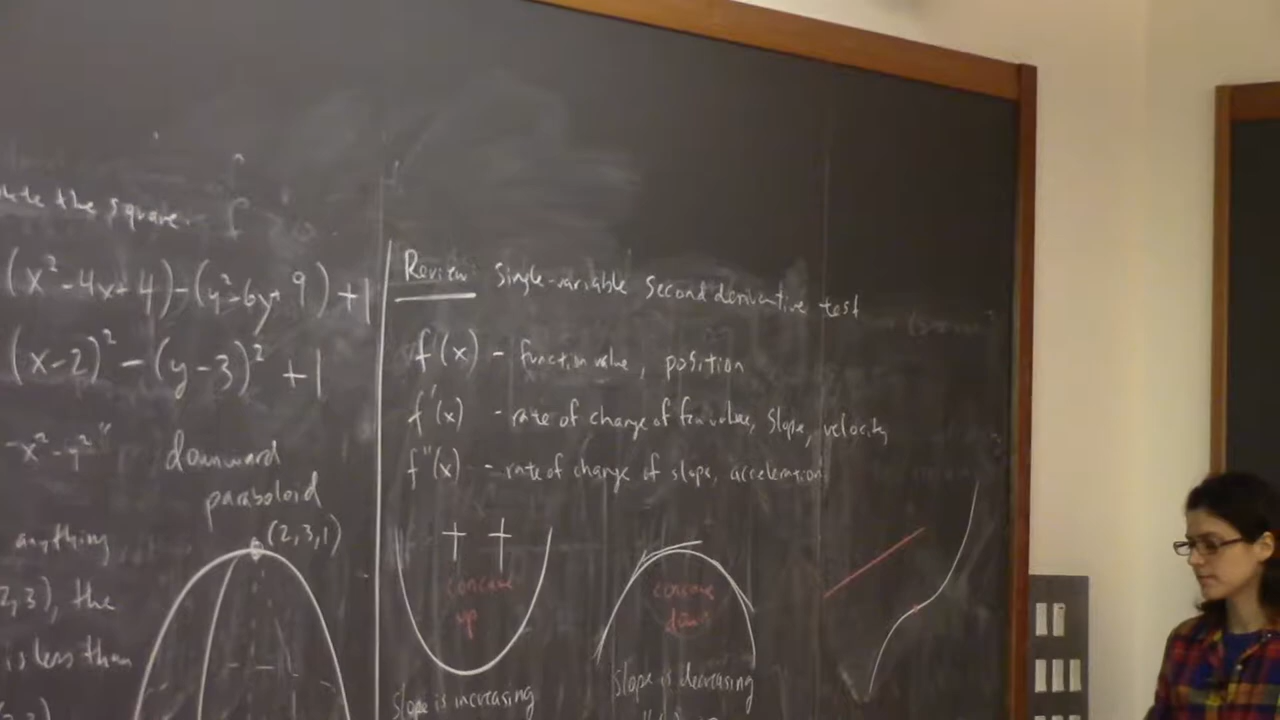 the square.
(x²-4x+4)-(y²-6y+9)+1
(x-2)²-(y-3)²+1
-x²-y²"
downward
paraboloid
(2,3,1)
anything
2,3), the
is less than
Review: Single-variable Second derivative test
f(x) - function value, position
f'(x) - rate of change of fcn value, slope, velocity
f''(x) - rate of change of slope, acceleration
+ +
concave
up
slope is increasing
concave
down
slope is decreasing